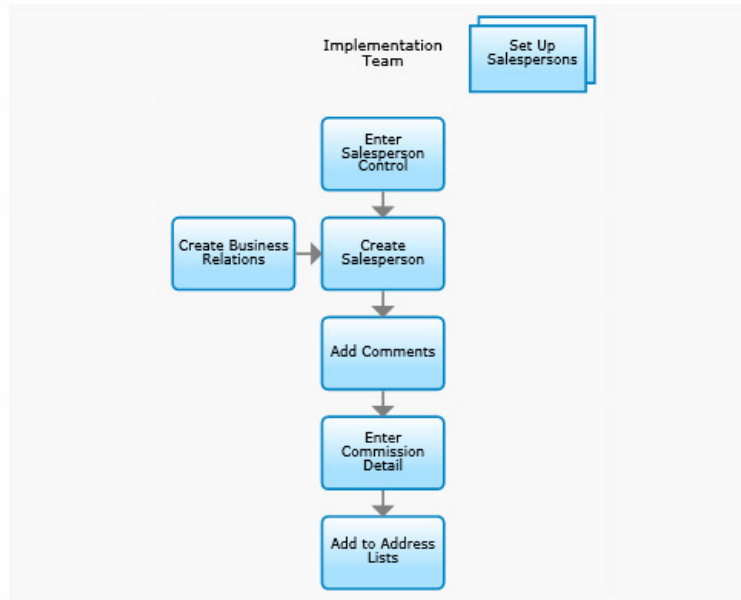 Implementation
Team
Set Up
Salespersons
Enter
Salesperson
Control
Create Business
Relations
Create
Salesperson
Add Comments
Enter
Commission
Detail
Add to Address
Lists